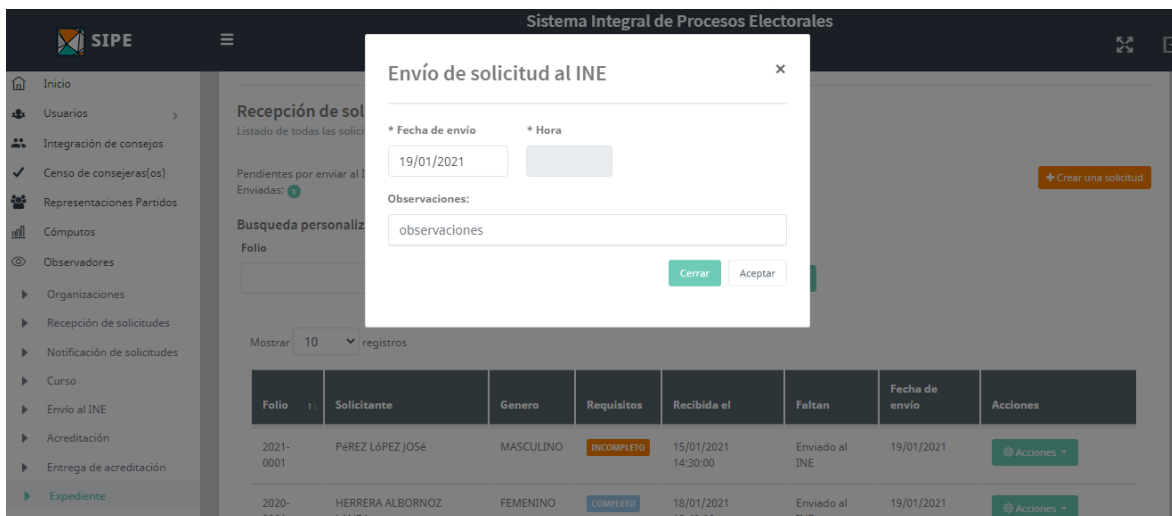 Sistema Integral de Procesos Electorales
SIPE
Inicio
Usuarios
Integración de consejos
Censo de consejeras(os)
Representaciones Partidos
Cómputos
Observadores
Organizaciones
Recepción de solicitudes
Notificación de solicitudes
Curso
Envío al INE
Acreditación
Entrega de acreditación
Expediente
Recepción de sol
Listado de todas las solici
Pendientes por enviar al I
Enviadas: 1
+ Crear una solicitud
Busqueda personaliz
Folio
Envío de solicitud al INE
×
* Fecha de envío * Hora
19/01/2021
Observaciones:
observaciones
Cerrar Aceptar
Mostrar 10 registros
Folio Solicitante Genero Requisitos Recibida el Faltan Fecha de envío Acciones
2021-0001 PéREZ LóPEZ JOSé MASCULINO INCOMPLETO 15/01/2021 14:30:00 Enviado al INE 19/01/2021 Acciones
2020- HERRERA ALBORNOZ FEMENINO COMPLETO 18/01/2021 Enviado al 19/01/2021 Acciones